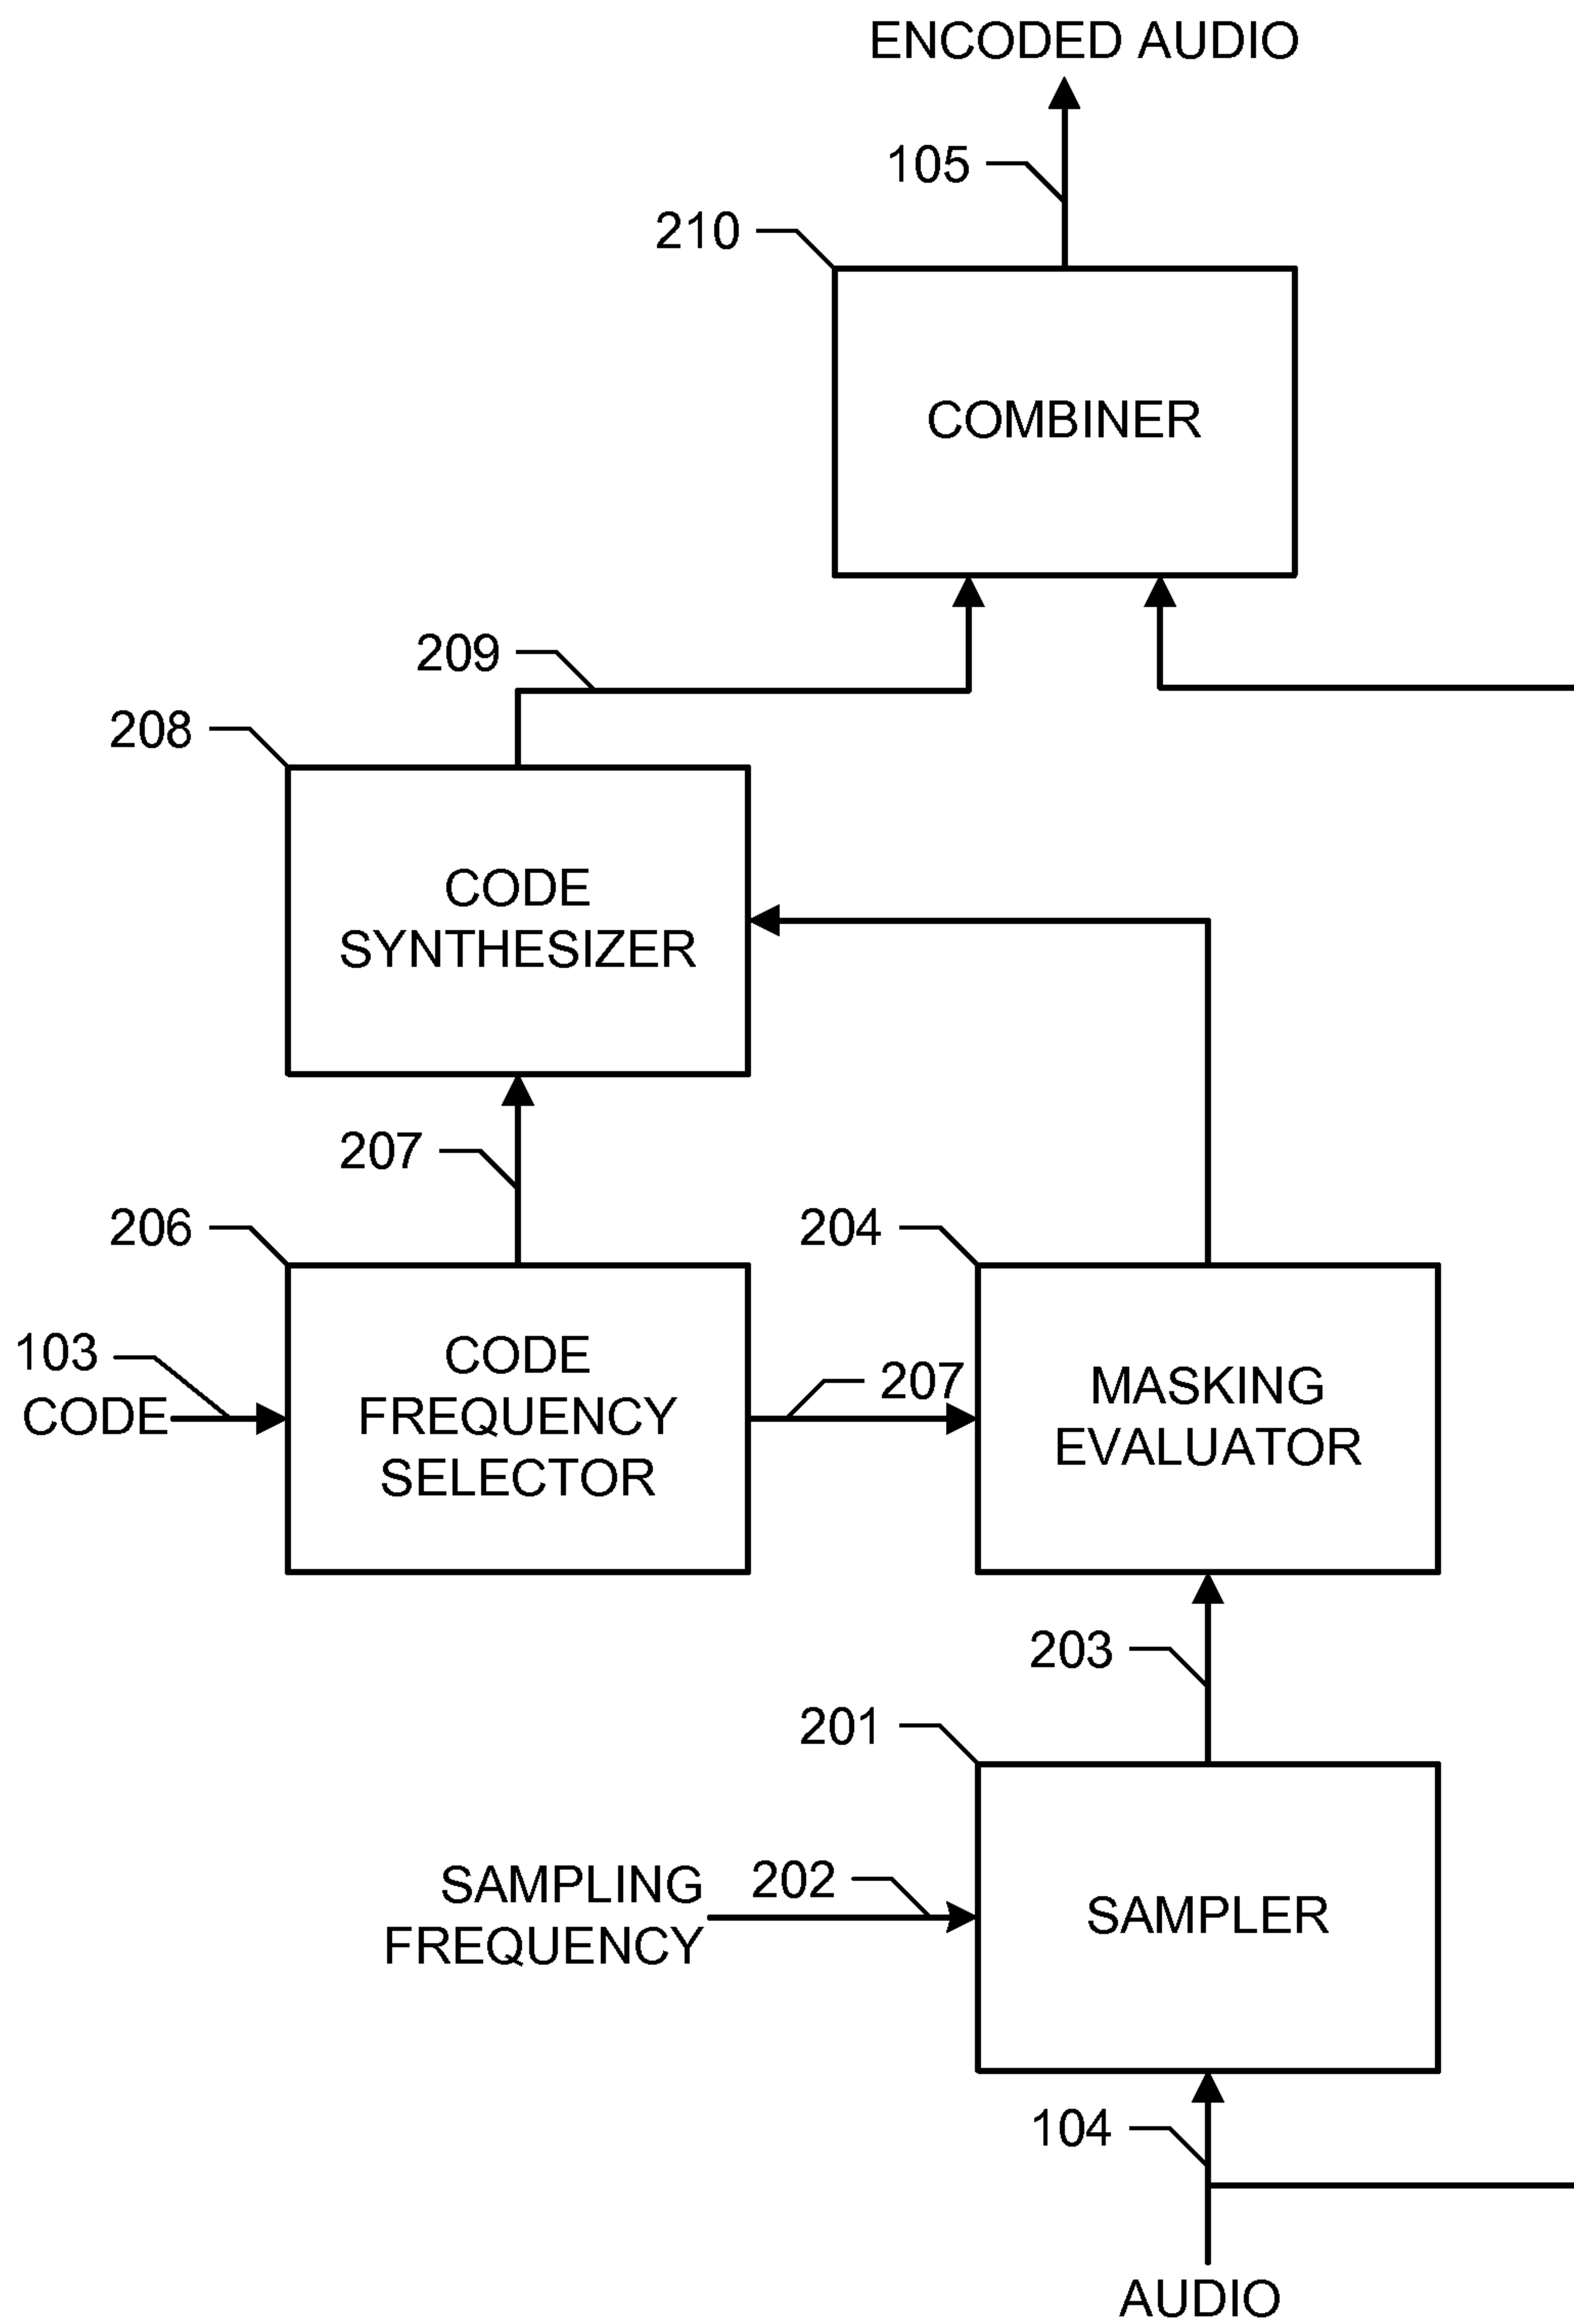 ENCODED AUDIO
105
210
COMBINER
209
208
CODE
SYNTHESIZER
207
206
204
103
CODE
CODE
FREQUENCY
SELECTOR
207
MASKING
EVALUATOR
203
201
SAMPLING
FREQUENCY
202
SAMPLER
104
AUDIO